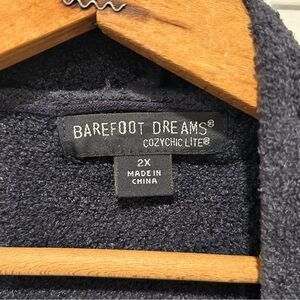 BAREFOOT DREAMS®
COZYCHIC LITE®
2X
MADE IN
CHINA